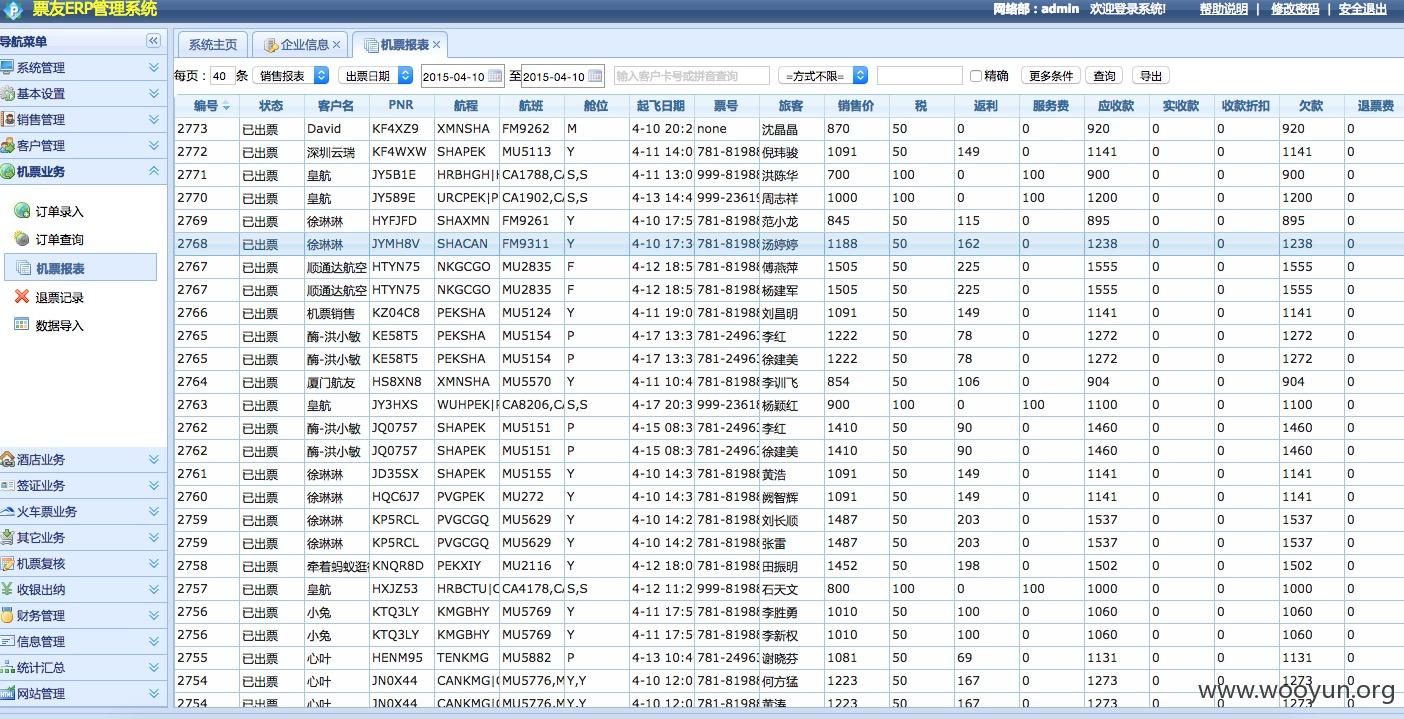 票友ERP管理系统
网络部：admin 欢迎登录系统! 帮助说明 | 修改密码 | 安全退出
导航菜单
系统管理
基本设置
销售管理
客户管理
机票业务
订单录入
订单查询
机票报表
退票记录
数据导入
酒店业务
签证业务
火车票业务
其它业务
机票复核
收银出纳
财务管理
信息管理
统计汇总
网站管理
系统主页 企业信息 机票报表
每页： 40 条 销售报表 出票日期 2015-04-10 至 2015-04-10 输入客户卡号或拼音查询 =方式不限= 精确 更多条件 查询 导出
编号 状态 客户名 PNR 航程 航班 舱位 起飞日期 票号 旅客 销售价 税 返利 服务费 应收款 实收款 收款折扣 欠款 退票费
2773 已出票 David KF4XZ9 XMNSHA FM9262 M 4-10 20:2 none 沈晶晶 870 50 0 0 920 0 0 920 0
2772 已出票 深圳云瑞 KF4WXW SHAPEK MU5113 Y 4-11 14:0 781-8198 倪玮骏 1091 50 149 0 1141 0 0 1141 0
2771 已出票 皇航 JY5B1E HRBHGH| CA1788,C S,S 4-11 13:0 999-8198 洪陈华 700 100 0 100 900 0 0 900 0
2770 已出票 皇航 JY589E URCPEK|P CA1902,C S,S 4-13 14:4 999-2361 周志祥 1000 100 0 100 1200 0 0 1200 0
2769 已出票 徐琳琳 HYFJFD SHAXMN FM9261 Y 4-10 17:5 781-8198 范小龙 845 50 115 0 895 0 0 895 0
2768 已出票 徐琳琳 JYMH8V SHACAN FM9311 Y 4-10 17:3 781-8198 汤婷婷 1188 50 162 0 1238 0 0 1238 0
2767 已出票 顺通达航空 HTYN75 NKGCGO MU2835 F 4-12 18:5 781-8198 傅燕萍 1505 50 225 0 1555 0 0 1555 0
2767 已出票 顺通达航空 HTYN75 NKGCGO MU2835 F 4-12 18:5 781-8198 杨建军 1505 50 225 0 1555 0 0 1555 0
2766 已出票 机票销售 KZ04C8 PEKSHA MU5124 Y 4-11 19:0 781-8198 刘昌明 1091 50 149 0 1141 0 0 1141 0
2765 已出票 酶-洪小敏 KE58T5 PEKSHA MU5154 P 4-17 13:3 781-2496 李红 1222 50 78 0 1272 0 0 1272 0
2765 已出票 酶-洪小敏 KE58T5 PEKSHA MU5154 P 4-17 13:3 781-2496 徐建美 1222 50 78 0 1272 0 0 1272 0
2764 已出票 厦门航友 HS8XN8 XMNSHA MU5570 Y 4-11 10:4 781-8198 李训飞 854 50 106 0 904 0 0 904 0
2763 已出票 皇航 JY3HXS WUHPEK| CA8206,C S,S 4-17 20:3 999-2361 杨颖红 900 100 0 100 1100 0 0 1100 0
2762 已出票 酶-洪小敏 JQ0757 SHAPEK MU5151 P 4-15 08:3 781-2496 李红 1410 50 90 0 1460 0 0 1460 0
2762 已出票 酶-洪小敏 JQ0757 SHAPEK MU5151 P 4-15 08:3 781-2496 徐建美 1410 50 90 0 1460 0 0 1460 0
2761 已出票 徐琳琳 JD35SX SHAPEK MU5155 Y 4-10 14:3 781-8198 黄浩 1091 50 149 0 1141 0 0 1141 0
2760 已出票 徐琳琳 HQC6J7 PVGPEK MU272 Y 4-10 14:3 781-8198 阙智辉 1091 50 149 0 1141 0 0 1141 0
2759 已出票 徐琳琳 KP5RCL PVGCGQ MU5629 Y 4-10 14:2 781-8198 刘长顺 1487 50 203 0 1537 0 0 1537 0
2759 已出票 徐琳琳 KP5RCL PVGCGQ MU5629 Y 4-10 14:2 781-8198 张雷 1487 50 203 0 1537 0 0 1537 0
2758 已出票 牵着蚂蚁逛 KNQR8D PEKXIY MU2116 Y 4-12 18:0 781-8198 田振明 1452 50 198 0 1502 0 0 1502 0
2757 已出票 皇航 HXJZ53 HRBCTU| CA4178,C S,S 4-12 11:2 999-8198 石天文 800 100 0 100 1000 0 0 1000 0
2756 已出票 小兔 KTQ3LY KMGBHY MU5769 Y 4-11 17:5 781-8198 李胜勇 1010 50 100 0 1060 0 0 1060 0
2756 已出票 小兔 KTQ3LY KMGBHY MU5769 Y 4-11 17:5 781-8198 李新权 1010 50 100 0 1060 0 0 1060 0
2755 已出票 心叶 HENM95 TENKMG MU5882 P 4-13 10:4 781-2496 谢晓芬 1081 50 69 0 1131 0 0 1131 0
2754 已出票 心叶 JN0X44 CANKMG| MU5776,M Y,Y 4-10 12:0 781-8198 何方猛 1223 50 167 0 1273 0 0 1273 0
2754 已出票 心叶 JN0X44 CANKMG| MU5776,M Y,Y 4-10 12:0 781-8198 黄涛 1223 50 167 0 1273 0 0 1273 0
www.wooyun.org